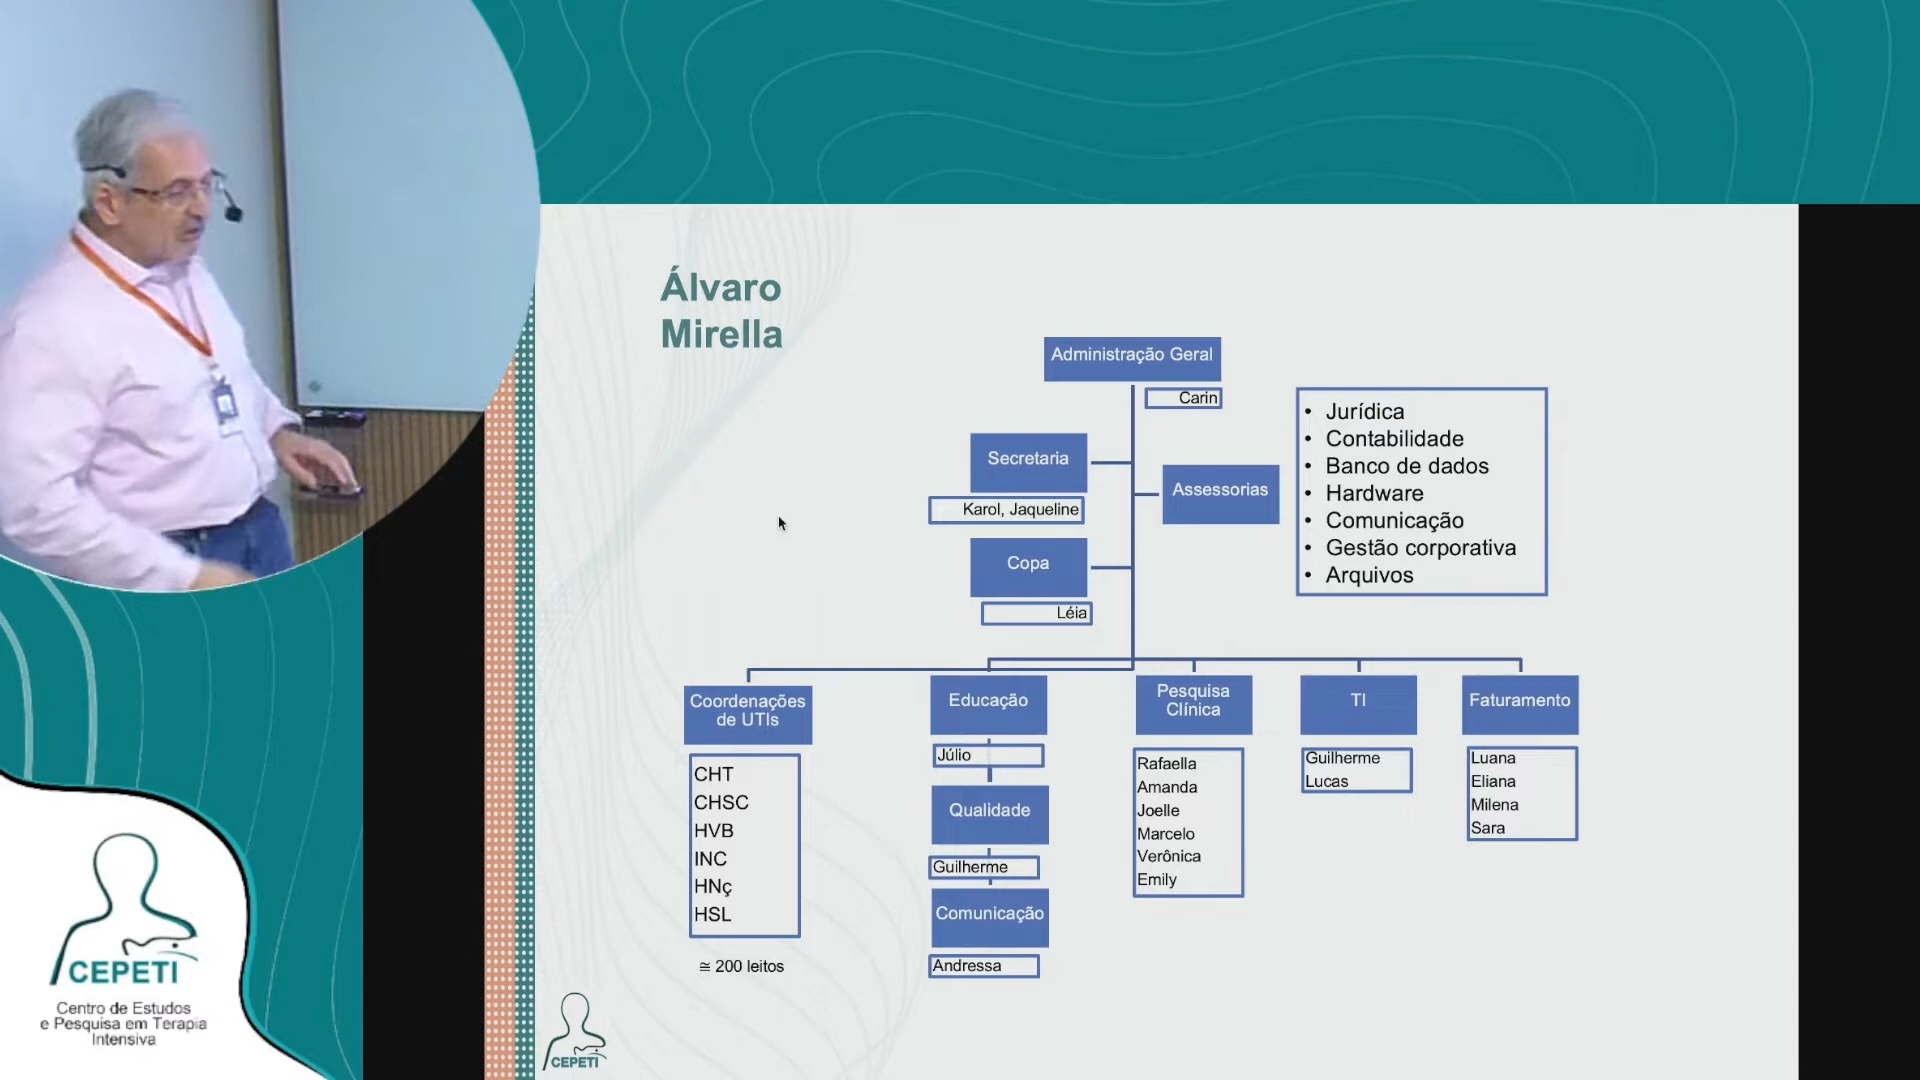 Álvaro
Mirella
Administração Geral
Carin
Secretaria
Karol, Jaqueline
Assessorias
• Jurídica
• Contabilidade
• Banco de dados
• Hardware
• Comunicação
• Gestão corporativa
• Arquivos
Copa
Léia
Coordenações
de UTIs
CHT
CHSC
HVB
INC
HNç
HSL
≅ 200 leitos
Educação
Júlio
Qualidade
Guilherme
Comunicação
Andressa
Pesquisa
Clínica
Rafaella
Amanda
Joelle
Marcelo
Verônica
Emily
TI
Guilherme
Lucas
Faturamento
Luana
Eliana
Milena
Sara
CEPETI
Centro de Estudos
e Pesquisa em Terapia
Intensiva
CEPETI